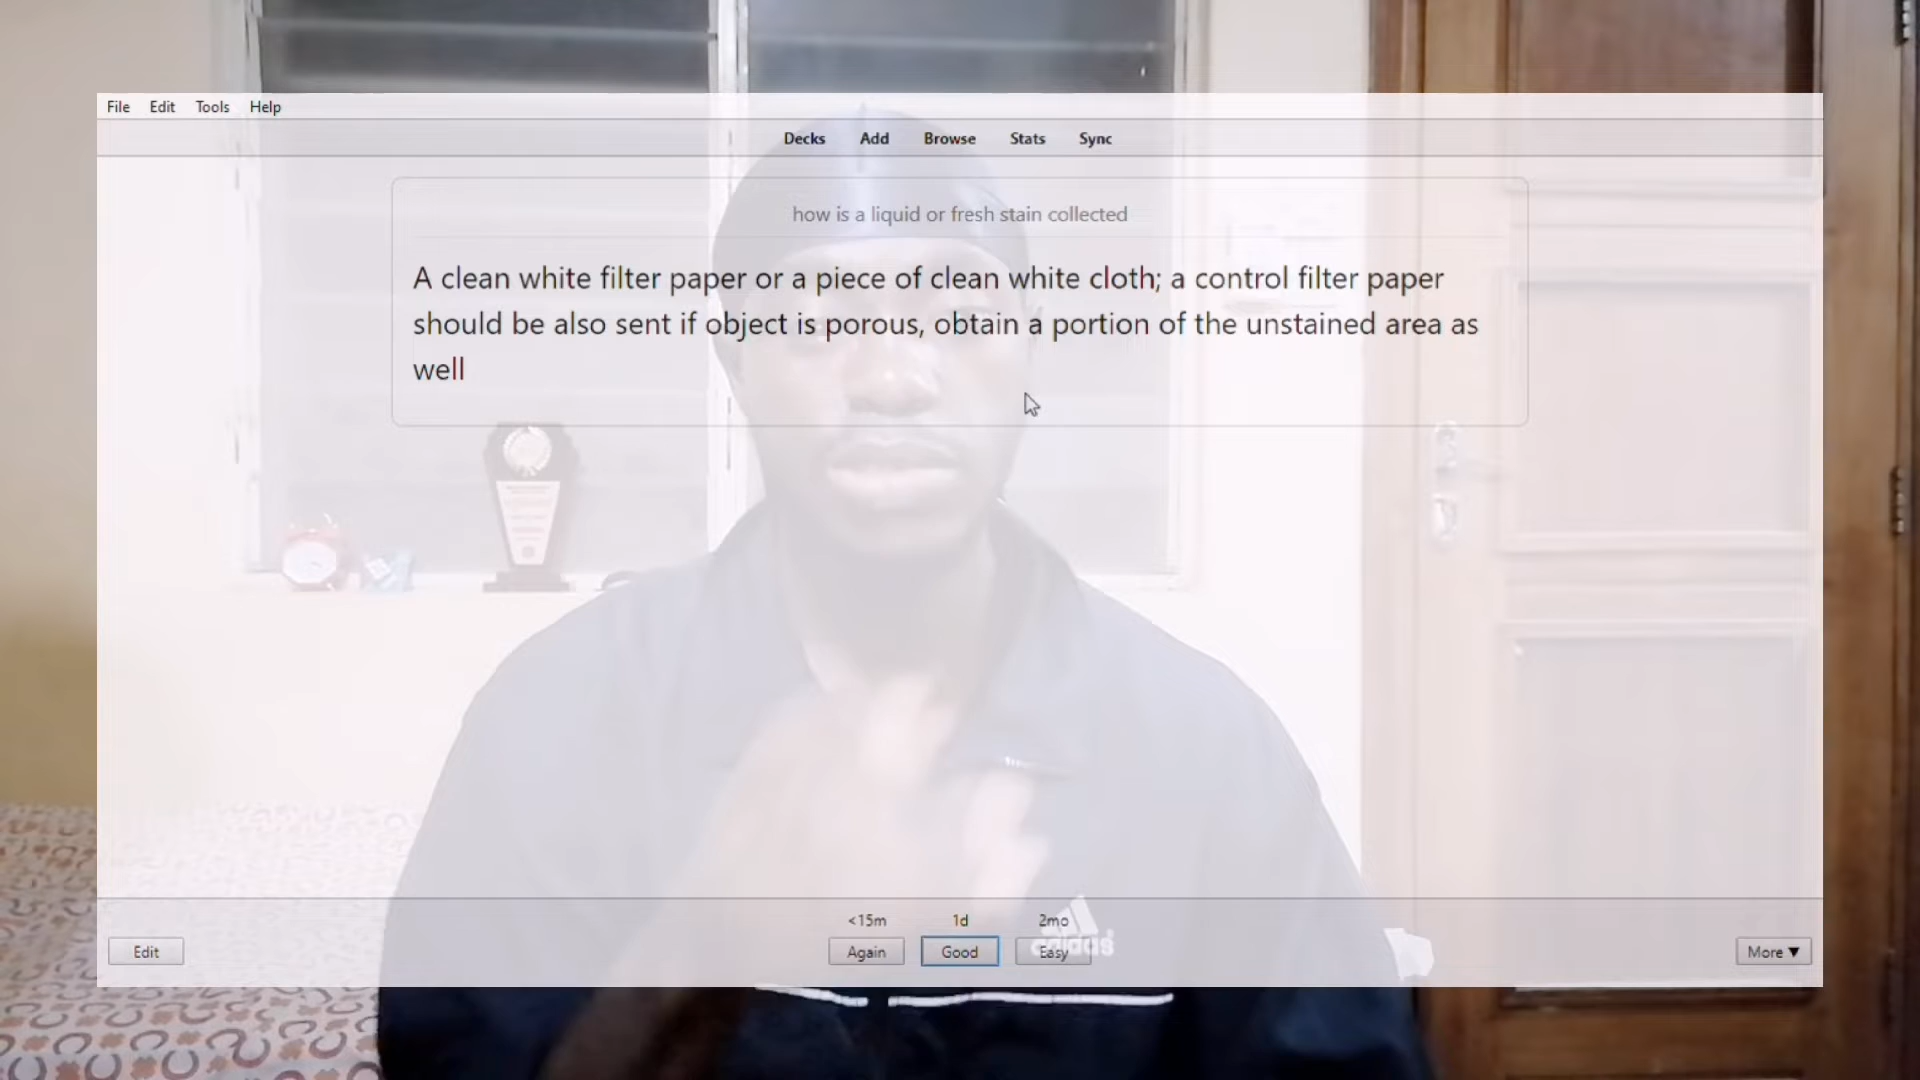 File Edit Tools Help
Decks Add Browse Stats Sync
how is a liquid or fresh stain collected
A clean white filter paper or a piece of clean white cloth; a control filter paper
should be also sent if object is porous, obtain a portion of the unstained area as
well
<15m 1d 2mo
adidas
Edit Again Good Easy More ▼